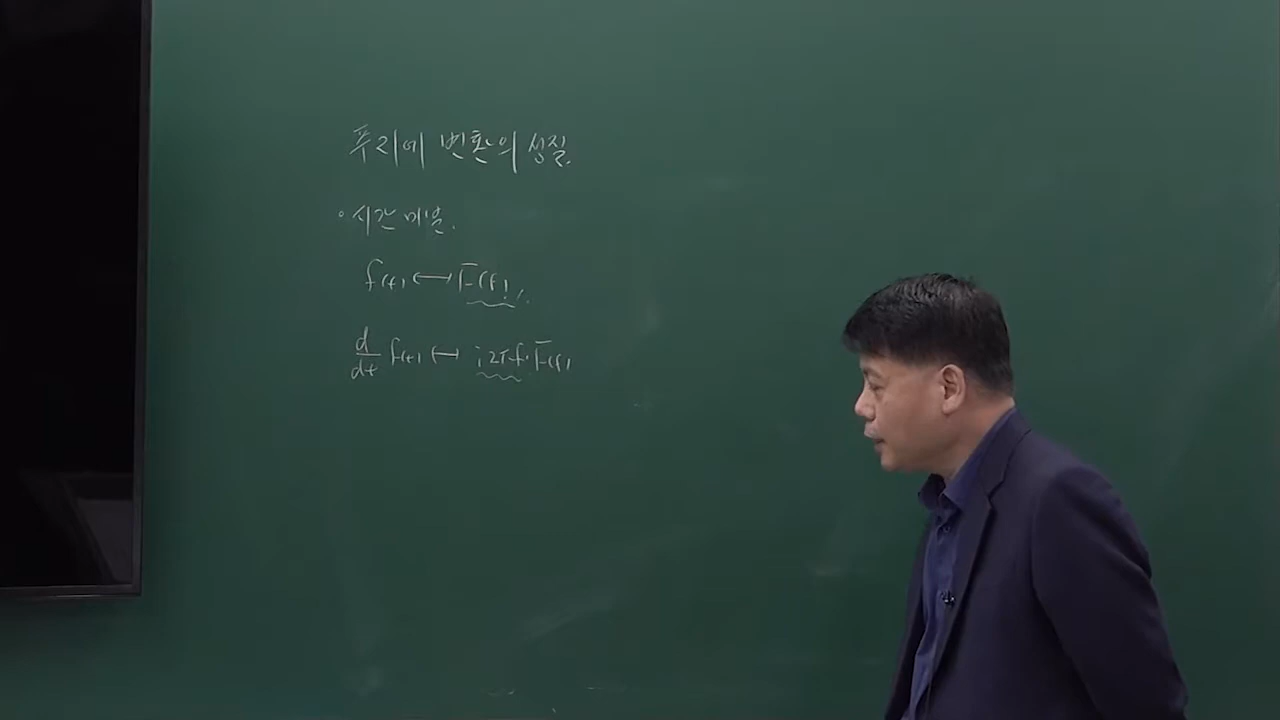 푸리에 변환의 성질.
• 시간 미분.
f(t) ↔ F(f)
d/dt f(t) ↔ i2πf·F(f)